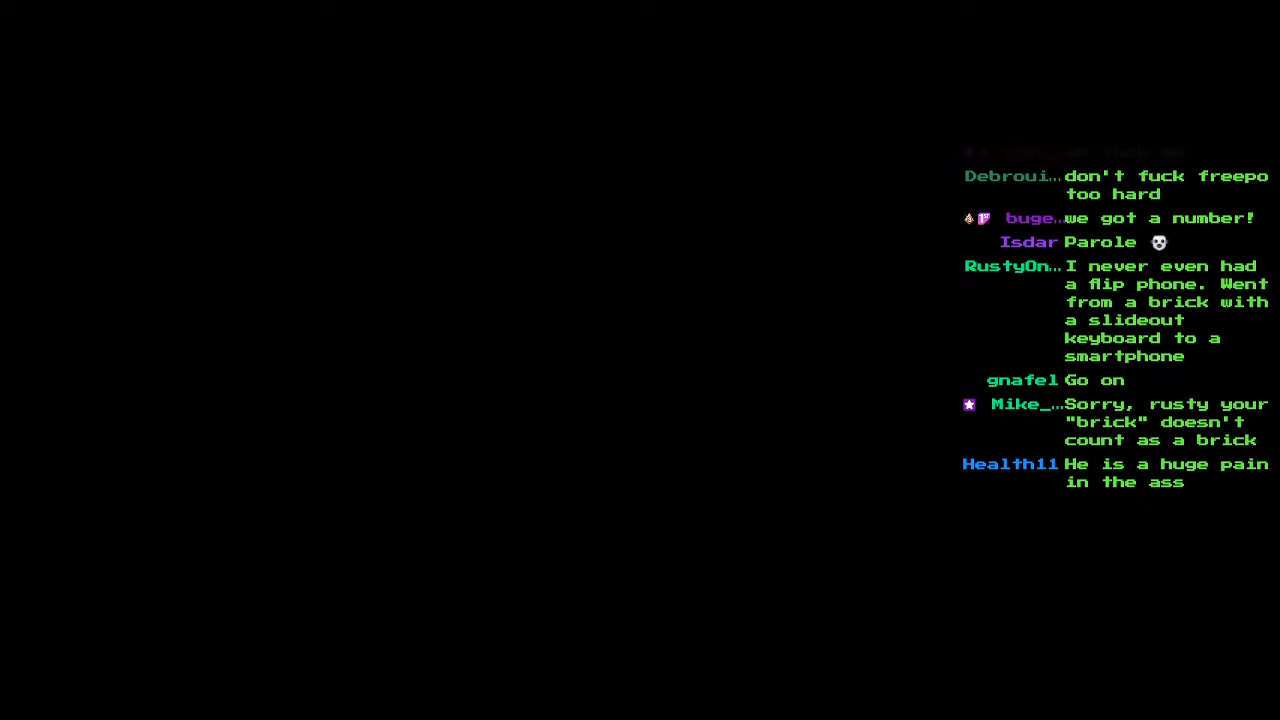 Debroui… don't fuck freepo
too hard
buge… we got a number!
Isdar Parole
RustyOn… I never even had
a flip phone. Went
from a brick with
a slideout
keyboard to a
smartphone
gnafel Go on
Mike_… Sorry, rusty your
"brick" doesn't
count as a brick
Health11 He is a huge pain
in the ass